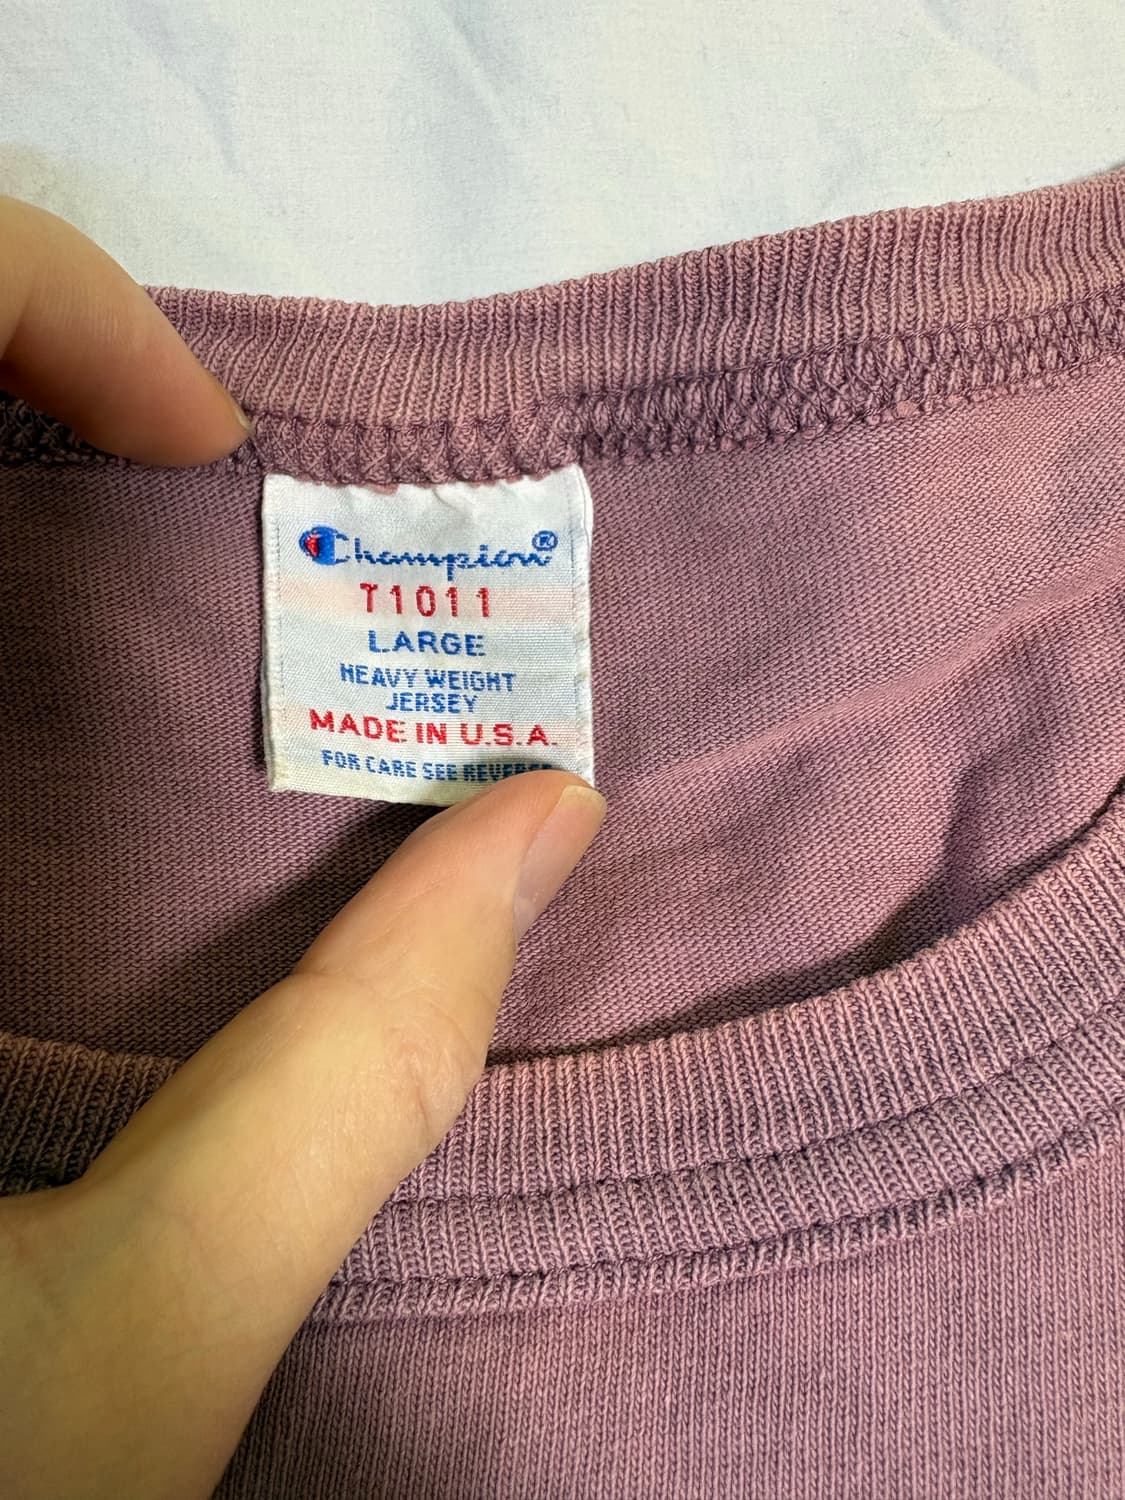 Champion®
T1011
LARGE
HEAVY WEIGHT
JERSEY
MADE IN U.S.A.
FOR CARE SEE REVERSE